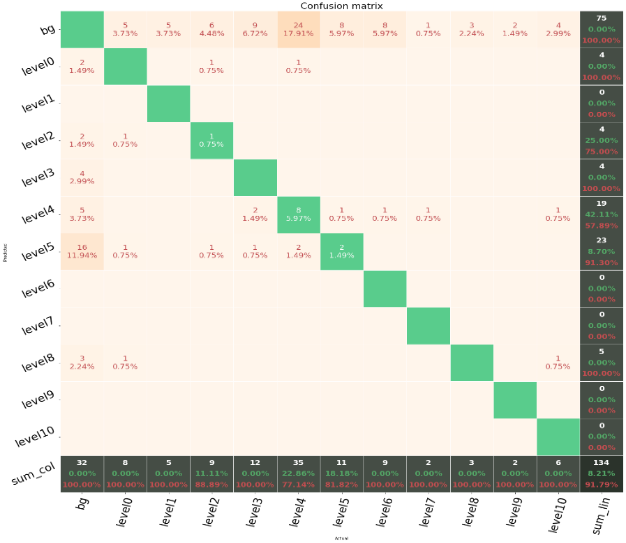 Confusion matrix
bg 5 5 6 9 24 8 8 1 3 2 4 75
3.73% 3.73% 4.48% 6.72% 17.91% 5.97% 5.97% 0.75% 2.24% 1.49% 2.99% 0.00%
100.00%
level0 2 1 1 4
1.49% 0.75% 0.75% 0.00%
100.00%
level1 0
0.00%
0.00%
level2 2 1 1 4
1.49% 0.75% 0.75% 25.00%
75.00%
level3 4 4
2.99% 0.00%
100.00%
level4 5 2 8 1 1 1 1 19
3.73% 1.49% 5.97% 0.75% 0.75% 0.75% 0.75% 42.11%
57.89%
level5 16 1 1 1 2 2 23
11.94% 0.75% 0.75% 0.75% 1.49% 1.49% 8.70%
91.30%
level6 0
0.00%
0.00%
level7 0
0.00%
0.00%
level8 3 1 1 5
2.24% 0.75% 0.75% 0.00%
100.00%
level9 0
0.00%
0.00%
level10 0
0.00%
0.00%
sum_col 32 8 5 9 12 35 11 9 2 3 2 6 134
0.00% 0.00% 0.00% 11.11% 0.00% 22.86% 18.18% 0.00% 0.00% 0.00% 0.00% 0.00% 8.21%
100.00% 100.00% 100.00% 88.89% 100.00% 77.14% 81.82% 100.00% 100.00% 100.00% 100.00% 100.00% 91.79%
bg level0 level1 level2 level3 level4 level5 level6 level7 level8 level9 level10 sum_lin
Actual